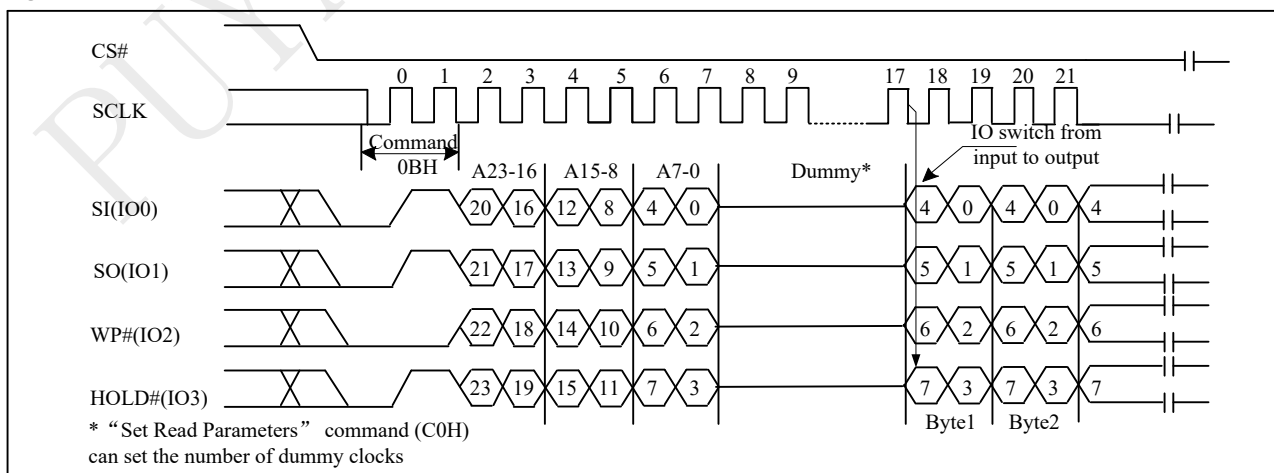 PUYA
CS#
0 1 2 3 4 5 6 7 8 9 17 18 19 20 21
SCLK
Command
0BH
IO switch from
input to output
A23-16 A15-8 A7-0 Dummy*
SI(IO0) 20 16 12 8 4 0 4 0 4 0 4
SO(IO1) 21 17 13 9 5 1 5 1 5 1 5
WP#(IO2) 22 18 14 10 6 2 6 2 6 2 6
HOLD#(IO3) 23 19 15 11 7 3 7 3 7 3 7
Byte1 Byte2
* “Set Read Parameters” command (C0H)
can set the number of dummy clocks